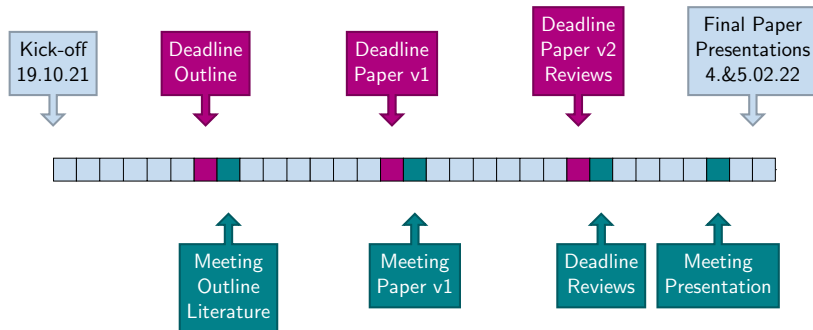 Kick-off
19.10.21
Deadline
Outline
Deadline
Paper v1
Deadline
Paper v2
Reviews
Final Paper
Presentations
4.&5.02.22
Meeting
Outline
Literature
Meeting
Paper v1
Deadline
Reviews
Meeting
Presentation